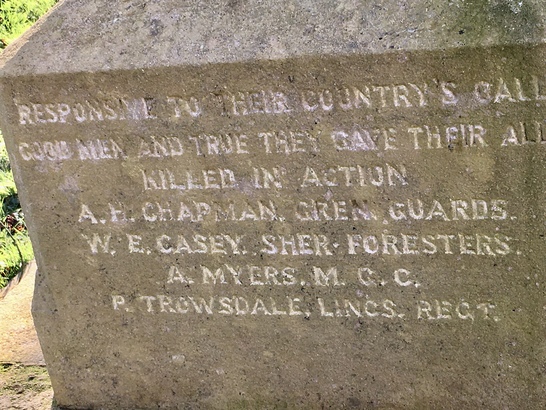 RESPONSIVE TO THEIR COUNTRY'S CALL
GOOD MEN AND TRUE THEY GAVE THEIR ALL
KILLED IN ACTION
A. H. CHAPMAN. GREN. GUARDS.
W. E. CASEY. SHER. FORESTERS.
A. MYERS. M. G. C.
P. TROWSDALE. LINCS. REGT.